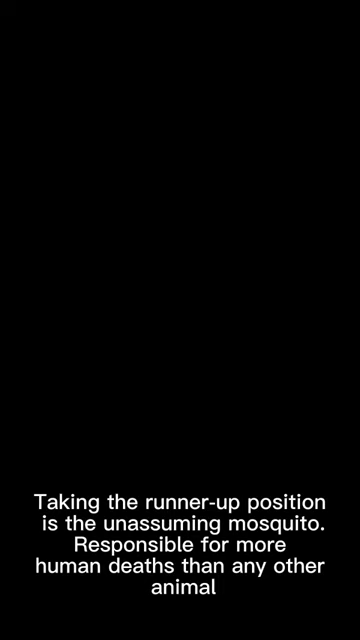 Taking the runner-up position
is the unassuming mosquito.
Responsible for more
human deaths than any other
animal